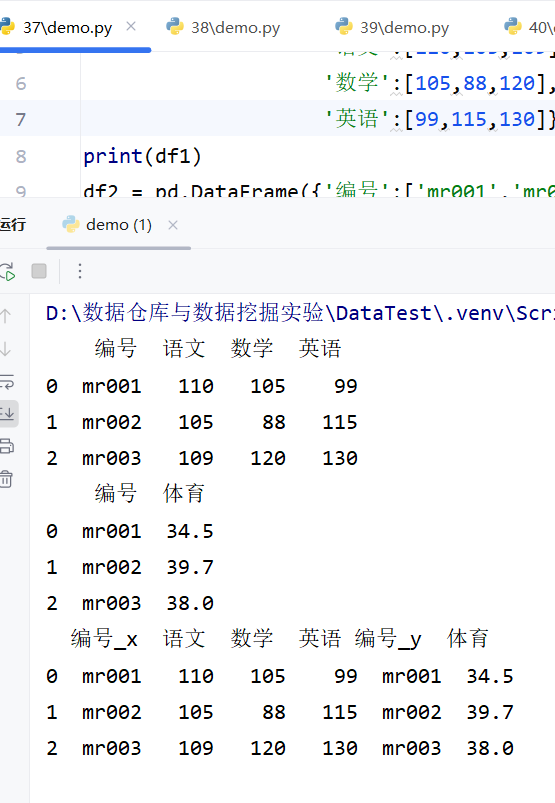 37\demo.py 38\demo.py 39\demo.py 40\
6 '数学':[105,88,120],
7 '英语':[99,115,130]}
8 print(df1)
9 df2 = pd.DataFrame({'编号':['mr001','mr0
运行 demo (1)
D:\数据仓库与数据挖掘实验\DataTest\.venv\Scri
编号 语文 数学 英语
0 mr001 110 105 99
1 mr002 105 88 115
2 mr003 109 120 130
编号 体育
0 mr001 34.5
1 mr002 39.7
2 mr003 38.0
编号_x 语文 数学 英语 编号_y 体育
0 mr001 110 105 99 mr001 34.5
1 mr002 105 88 115 mr002 39.7
2 mr003 109 120 130 mr003 38.0